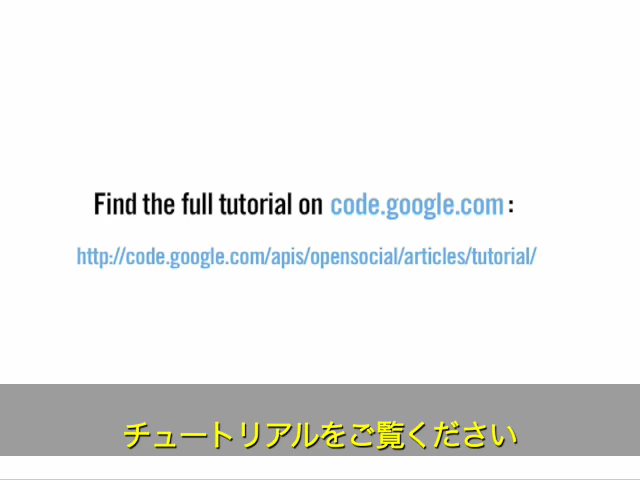 Find the full tutorial on code.google.com:
http://code.google.com/apis/opensocial/articles/tutorial/
チュートリアルをご覧ください